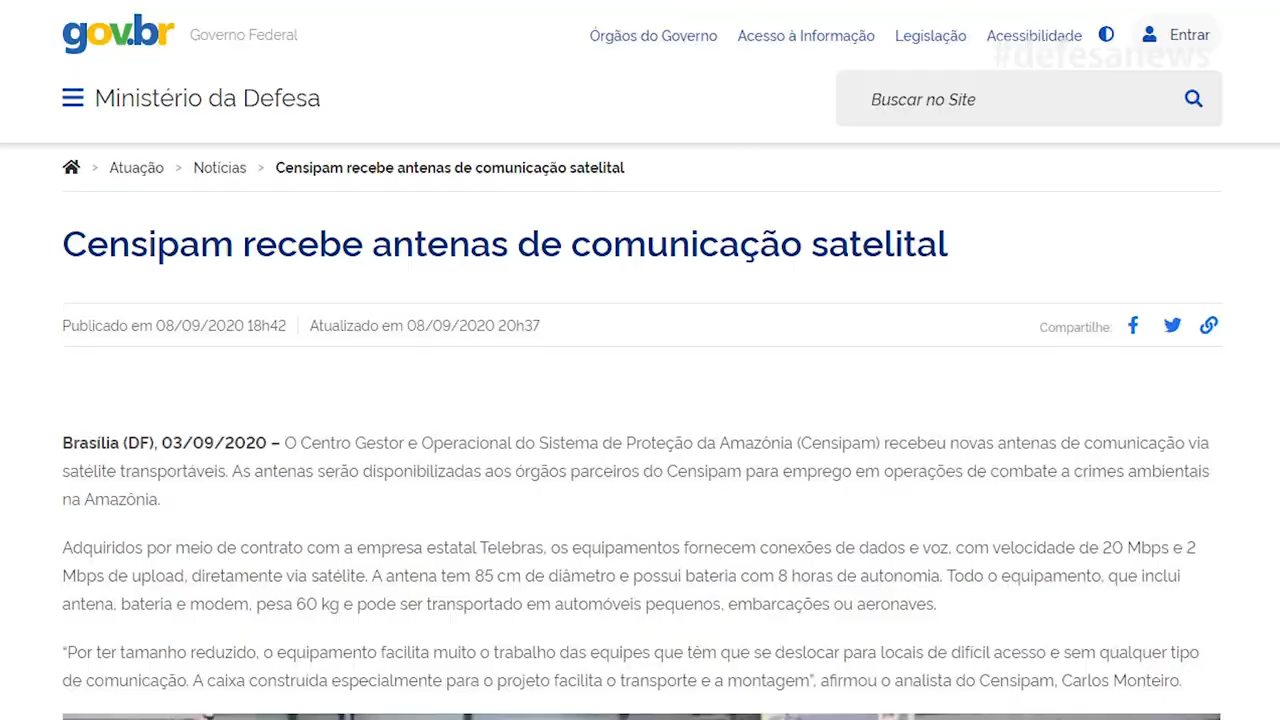 gov.br Governo Federal Órgãos do Governo Acesso à Informação Legislação Acessibilidade Entrar
#defesanews
Ministério da Defesa Buscar no Site
> Atuação > Notícias > Censipam recebe antenas de comunicação satelital
Censipam recebe antenas de comunicação satelital
Publicado em 08/09/2020 18h42 Atualizado em 08/09/2020 20h37 Compartilhe:
Brasília (DF), 03/09/2020 – O Centro Gestor e Operacional do Sistema de Proteção da Amazônia (Censipam) recebeu novas antenas de comunicação via
satélite transportáveis. As antenas serão disponibilizadas aos órgãos parceiros do Censipam para emprego em operações de combate a crimes ambientais
na Amazônia.
Adquiridos por meio de contrato com a empresa estatal Telebras, os equipamentos fornecem conexões de dados e voz, com velocidade de 20 Mbps e 2
Mbps de upload, diretamente via satélite. A antena tem 85 cm de diâmetro e possui bateria com 8 horas de autonomia. Todo o equipamento, que inclui
antena, bateria e modem, pesa 60 kg e pode ser transportado em automóveis pequenos, embarcações ou aeronaves.
“Por ter tamanho reduzido, o equipamento facilita muito o trabalho das equipes que têm que se deslocar para locais de difícil acesso e sem qualquer tipo
de comunicação. A caixa construída especialmente para o projeto facilita o transporte e a montagem”, afirmou o analista do Censipam, Carlos Monteiro.